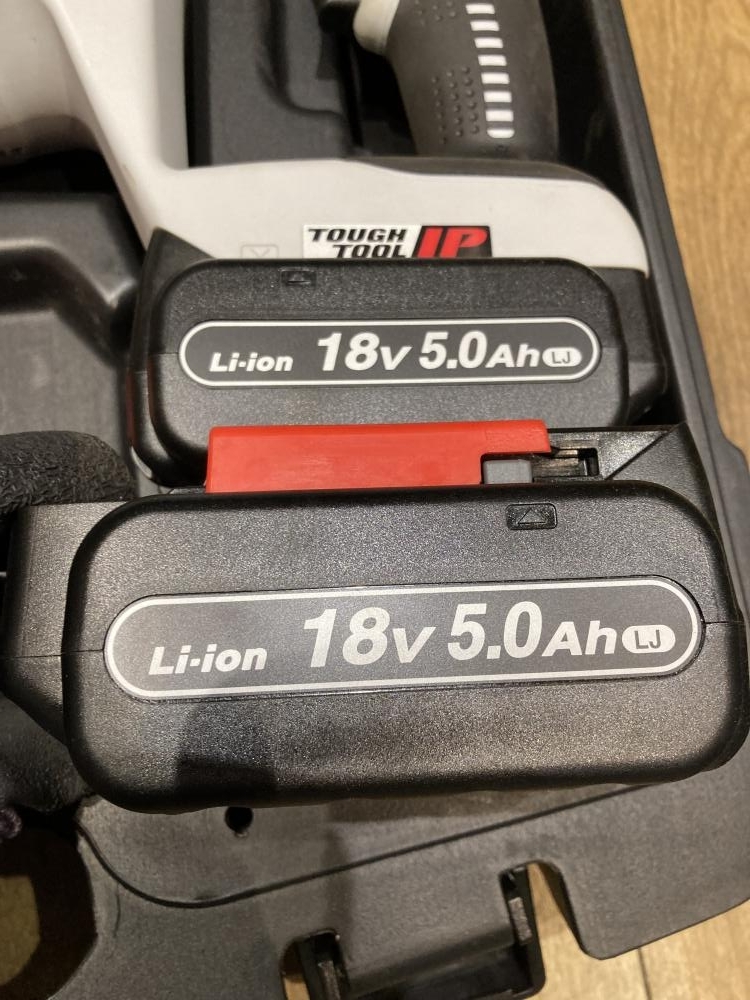 TOUGH
TOOL IP
Li-ion 18V 5.0Ah LJ
Li-ion 18V 5.0Ah LJ